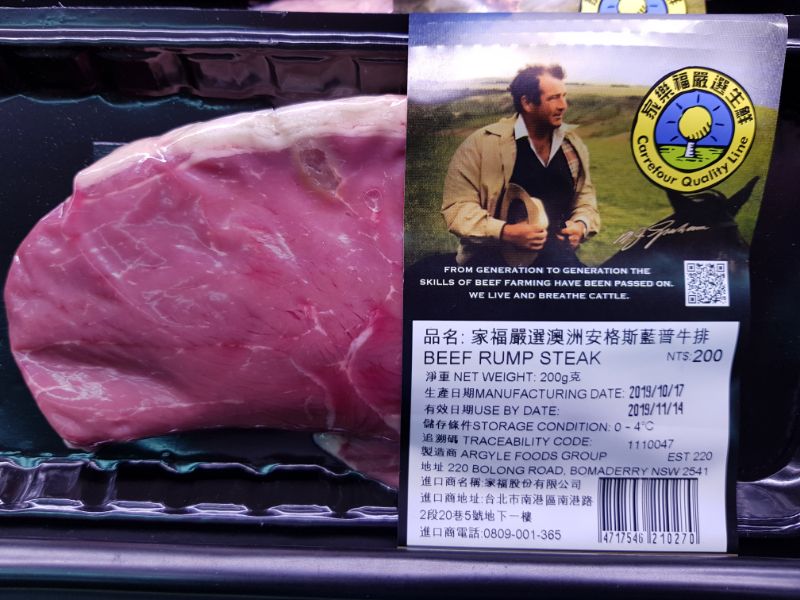 家樂福嚴選生鮮
Carrefour Quality Line
FROM GENERATION TO GENERATION THE
SKILLS OF BEEF FARMING HAVE BEEN PASSED ON.
WE LIVE AND BREATHE CATTLE.
品名: 家福嚴選澳洲安格斯藍普牛排
BEEF RUMP STEAK NT$:200
淨重 NET WEIGHT: 200g克
生產日期MANUFACTURING DATE: 2019/10/17
有效日期USE BY DATE: 2019/11/14
儲存條件STORAGE CONDITION: 0 - 4℃
追溯碼 TRACEABILITY CODE: 1110047
製造商 ARGYLE FOODS GROUP EST 220
地址 220 BOLONG ROAD, BOMADERRY NSW 2541
進口商名稱:家福股份有限公司
進口商地址:台北市南港區南港路
2段20巷5號地下一樓
進口商電話:0809-001-365
4717546 210270